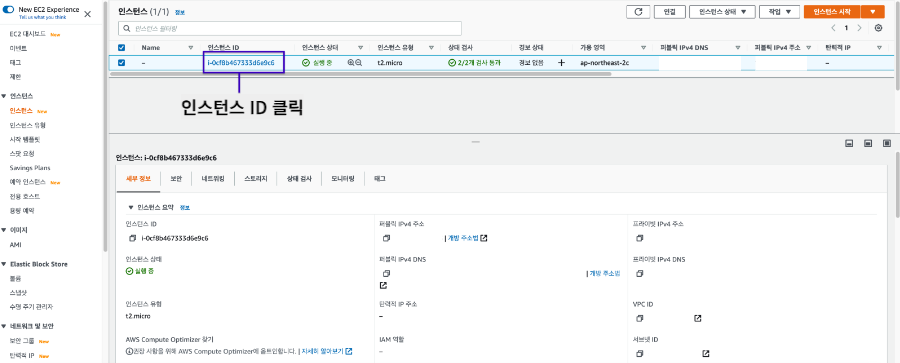 New EC2 Experience
Tell us what you think
EC2 대시보드 New
이벤트
태그
제한
인스턴스
인스턴스 New
인스턴스 유형
시작 템플릿
스팟 요청
Savings Plans
예약 인스턴스 New
전용 호스트
용량 예약
이미지
AMI
Elastic Block Store
볼륨
스냅샷
수명 주기 관리자
네트워크 및 보안
보안 그룹 New
탄력적 IP New
인스턴스 (1/1) 정보
연결 인스턴스 상태 작업 인스턴스 시작
인스턴스 필터링
1
Name 인스턴스 ID 인스턴스 상태 인스턴스 유형 상태 검사 경보 상태 가용 영역 퍼블릭 IPv4 DNS 퍼블릭 IPv4 주소 탄력적 IP
– i-0cf8b467333d6e9c6 실행 중 t2.micro 2/2개 검사 통과 경보 없음 + ap-northeast-2c –
인스턴스 ID 클릭
인스턴스: i-0cf8b467333d6e9c6
세부 정보 보안 네트워킹 스토리지 상태 검사 모니터링 태그
인스턴스 요약 정보
인스턴스 ID 퍼블릭 IPv4 주소 프라이빗 IPv4 주소
i-0cf8b467333d6e9c6 | 개방 주소법
인스턴스 상태 퍼블릭 IPv4 DNS 프라이빗 IPv4 DNS
실행 중 | 개방 주소법
인스턴스 유형 탄력적 IP 주소 VPC ID
t2.micro –
AWS Compute Optimizer 찾기 IAM 역할 서브넷 ID
권장 사항을 위해 AWS Compute Optimizer에 옵트인합니다. | 자세히 알아보기 –